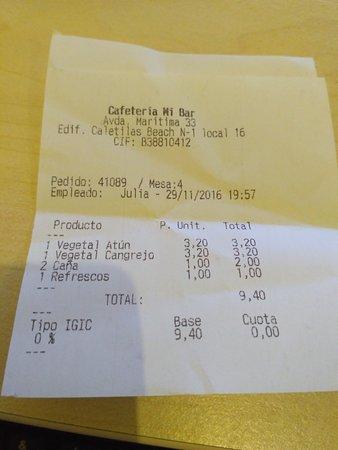 Cafeteria Mi Bar
Avda. Maritima 33
Edif. Caletilas Beach N-1 local 16
CIF: B38810412
Pedido: 41089 / Mesa:4
Empleado: Julia - 29/11/2016 19:57
Producto P. Unit. Total
---
1 Vegetal Atún 3,20 3,20
1 Vegetal Cangrejo 3,20 3,20
2 Caña 1,00 2,00
1 Refrescos 1,00 1,00
---
TOTAL: 9,40
---
Tipo IGIC Base Cuota
0 % 9,40 0,00
---